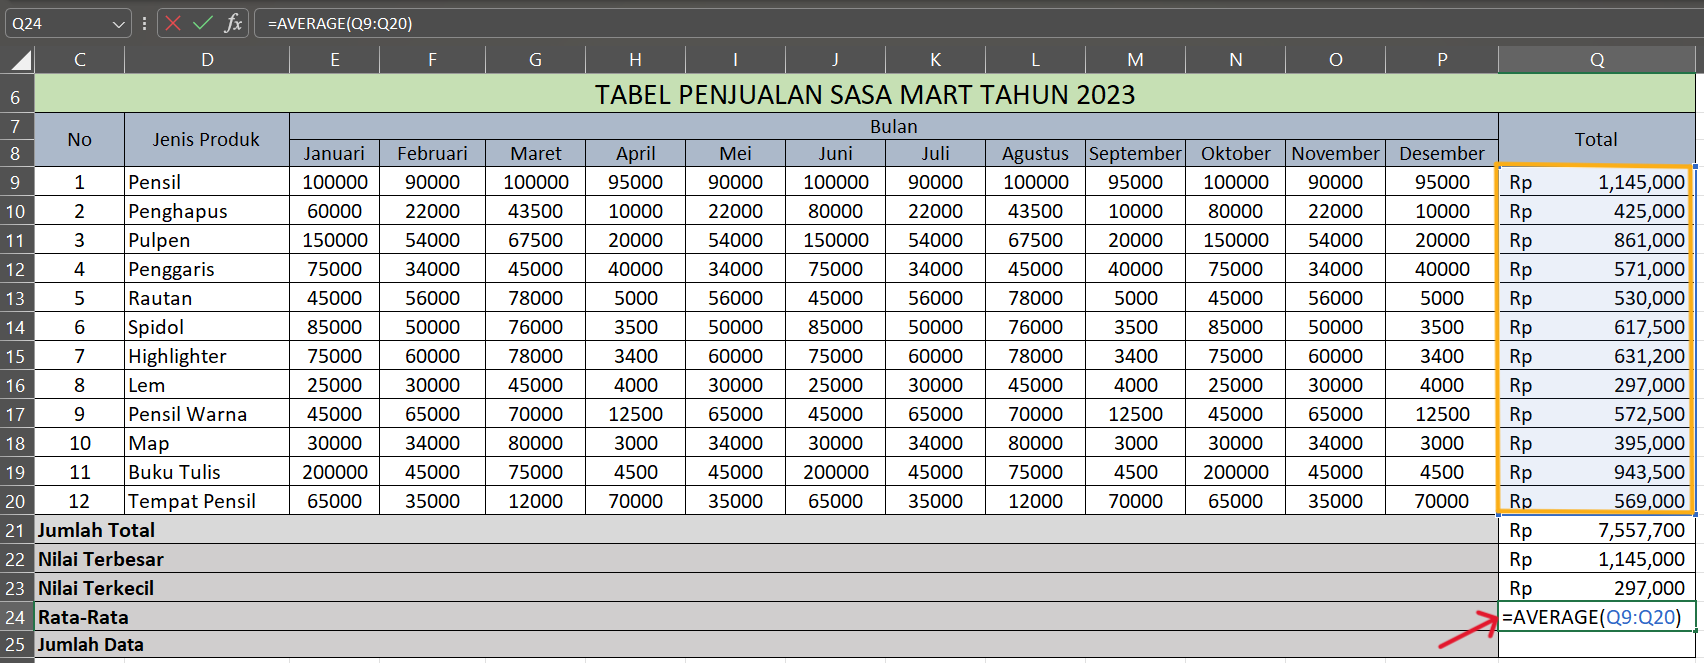 Q24 fx =AVERAGE(Q9:Q20)
C D E F G H I J K L M N O P Q
6 TABEL PENJUALAN SASA MART TAHUN 2023
7 No Jenis Produk Bulan Total
8 Januari Februari Maret April Mei Juni Juli Agustus September Oktober November Desember
9 1 Pensil 100000 90000 100000 95000 90000 100000 90000 100000 95000 100000 90000 95000 Rp 1,145,000
10 2 Penghapus 60000 22000 43500 10000 22000 80000 22000 43500 10000 80000 22000 10000 Rp 425,000
11 3 Pulpen 150000 54000 67500 20000 54000 150000 54000 67500 20000 150000 54000 20000 Rp 861,000
12 4 Penggaris 75000 34000 45000 40000 34000 75000 34000 45000 40000 75000 34000 40000 Rp 571,000
13 5 Rautan 45000 56000 78000 5000 56000 45000 56000 78000 5000 45000 56000 5000 Rp 530,000
14 6 Spidol 85000 50000 76000 3500 50000 85000 50000 76000 3500 85000 50000 3500 Rp 617,500
15 7 Highlighter 75000 60000 78000 3400 60000 75000 60000 78000 3400 75000 60000 3400 Rp 631,200
16 8 Lem 25000 30000 45000 4000 30000 25000 30000 45000 4000 25000 30000 4000 Rp 297,000
17 9 Pensil Warna 45000 65000 70000 12500 65000 45000 65000 70000 12500 45000 65000 12500 Rp 572,500
18 10 Map 30000 34000 80000 3000 34000 30000 34000 80000 3000 30000 34000 3000 Rp 395,000
19 11 Buku Tulis 200000 45000 75000 4500 45000 200000 45000 75000 4500 200000 45000 4500 Rp 943,500
20 12 Tempat Pensil 65000 35000 12000 70000 35000 65000 35000 12000 70000 65000 35000 70000 Rp 569,000
21 Jumlah Total Rp 7,557,700
22 Nilai Terbesar Rp 1,145,000
23 Nilai Terkecil Rp 297,000
24 Rata-Rata =AVERAGE(Q9:Q20)
25 Jumlah Data